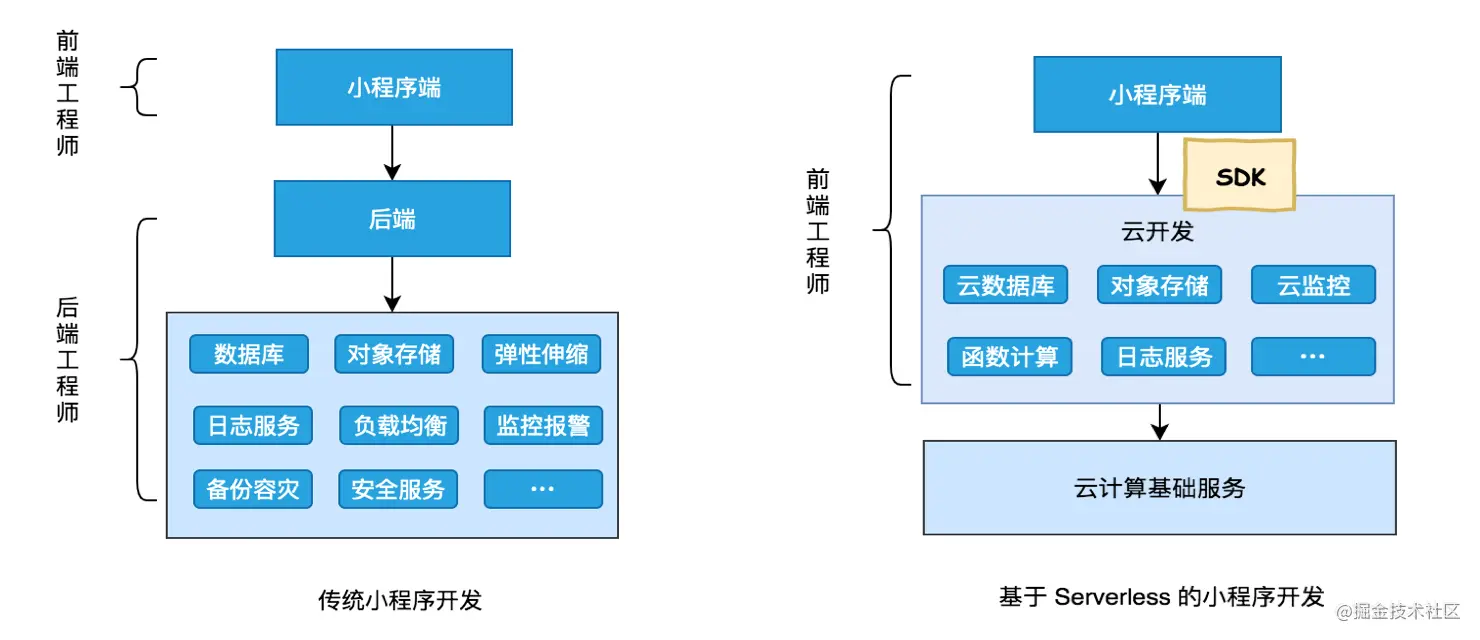 前端工程师
小程序端
后端
后端工程师
数据库
对象存储
弹性伸缩
日志服务
负载均衡
监控报警
备份容灾
安全服务
...
传统小程序开发
前端工程师
小程序端
SDK
云开发
云数据库
对象存储
云监控
函数计算
日志服务
...
云计算基础服务
基于 Serverless 的小程序开发
@掘金技术社区